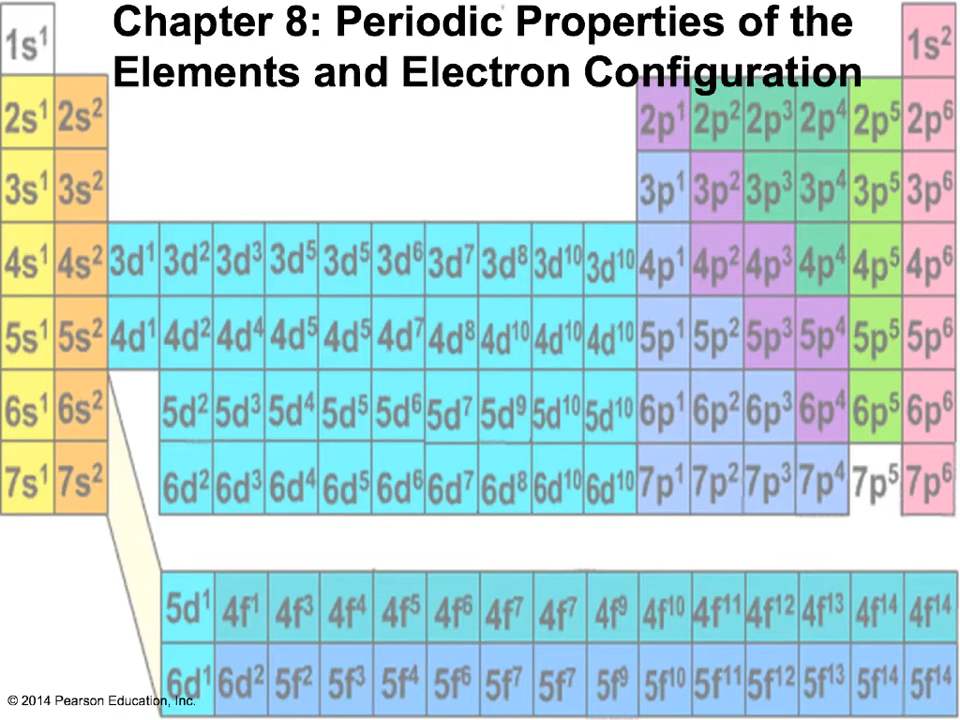 Chapter 8: Periodic Properties of the
Elements and Electron Configuration
1s¹ 1s²
2s¹ 2s² 2p¹ 2p² 2p³ 2p⁴ 2p⁵ 2p⁶
3s¹ 3s² 3p¹ 3p² 3p³ 3p⁴ 3p⁵ 3p⁶
4s¹ 4s² 3d¹ 3d² 3d³ 3d⁵ 3d⁵ 3d⁶ 3d⁷ 3d⁸ 3d¹⁰ 3d¹⁰ 4p¹ 4p² 4p³ 4p⁴ 4p⁵ 4p⁶
5s¹ 5s² 4d¹ 4d² 4d⁴ 4d⁵ 4d⁵ 4d⁷ 4d⁸ 4d¹⁰ 4d¹⁰ 4d¹⁰ 5p¹ 5p² 5p³ 5p⁴ 5p⁵ 5p⁶
6s¹ 6s² 5d² 5d³ 5d⁴ 5d⁵ 5d⁶ 5d⁷ 5d⁹ 5d¹⁰ 5d¹⁰ 6p¹ 6p² 6p³ 6p⁴ 6p⁵ 6p⁶
7s¹ 7s² 6d² 6d³ 6d⁴ 6d⁵ 6d⁶ 6d⁷ 6d⁸ 6d¹⁰ 6d¹⁰ 7p¹ 7p² 7p³ 7p⁴ 7p⁵ 7p⁶
5d¹ 4f¹ 4f³ 4f⁴ 4f⁵ 4f⁶ 4f⁷ 4f⁷ 4f⁹ 4f¹⁰ 4f¹¹ 4f¹² 4f¹³ 4f¹⁴ 4f¹⁴
6d¹ 6d² 5f² 5f³ 5f⁴ 5f⁶ 5f⁷ 5f⁷ 5f⁹ 5f¹⁰ 5f¹¹ 5f¹² 5f¹³ 5f¹⁴ 5f¹⁴
© 2014 Pearson Education, Inc.